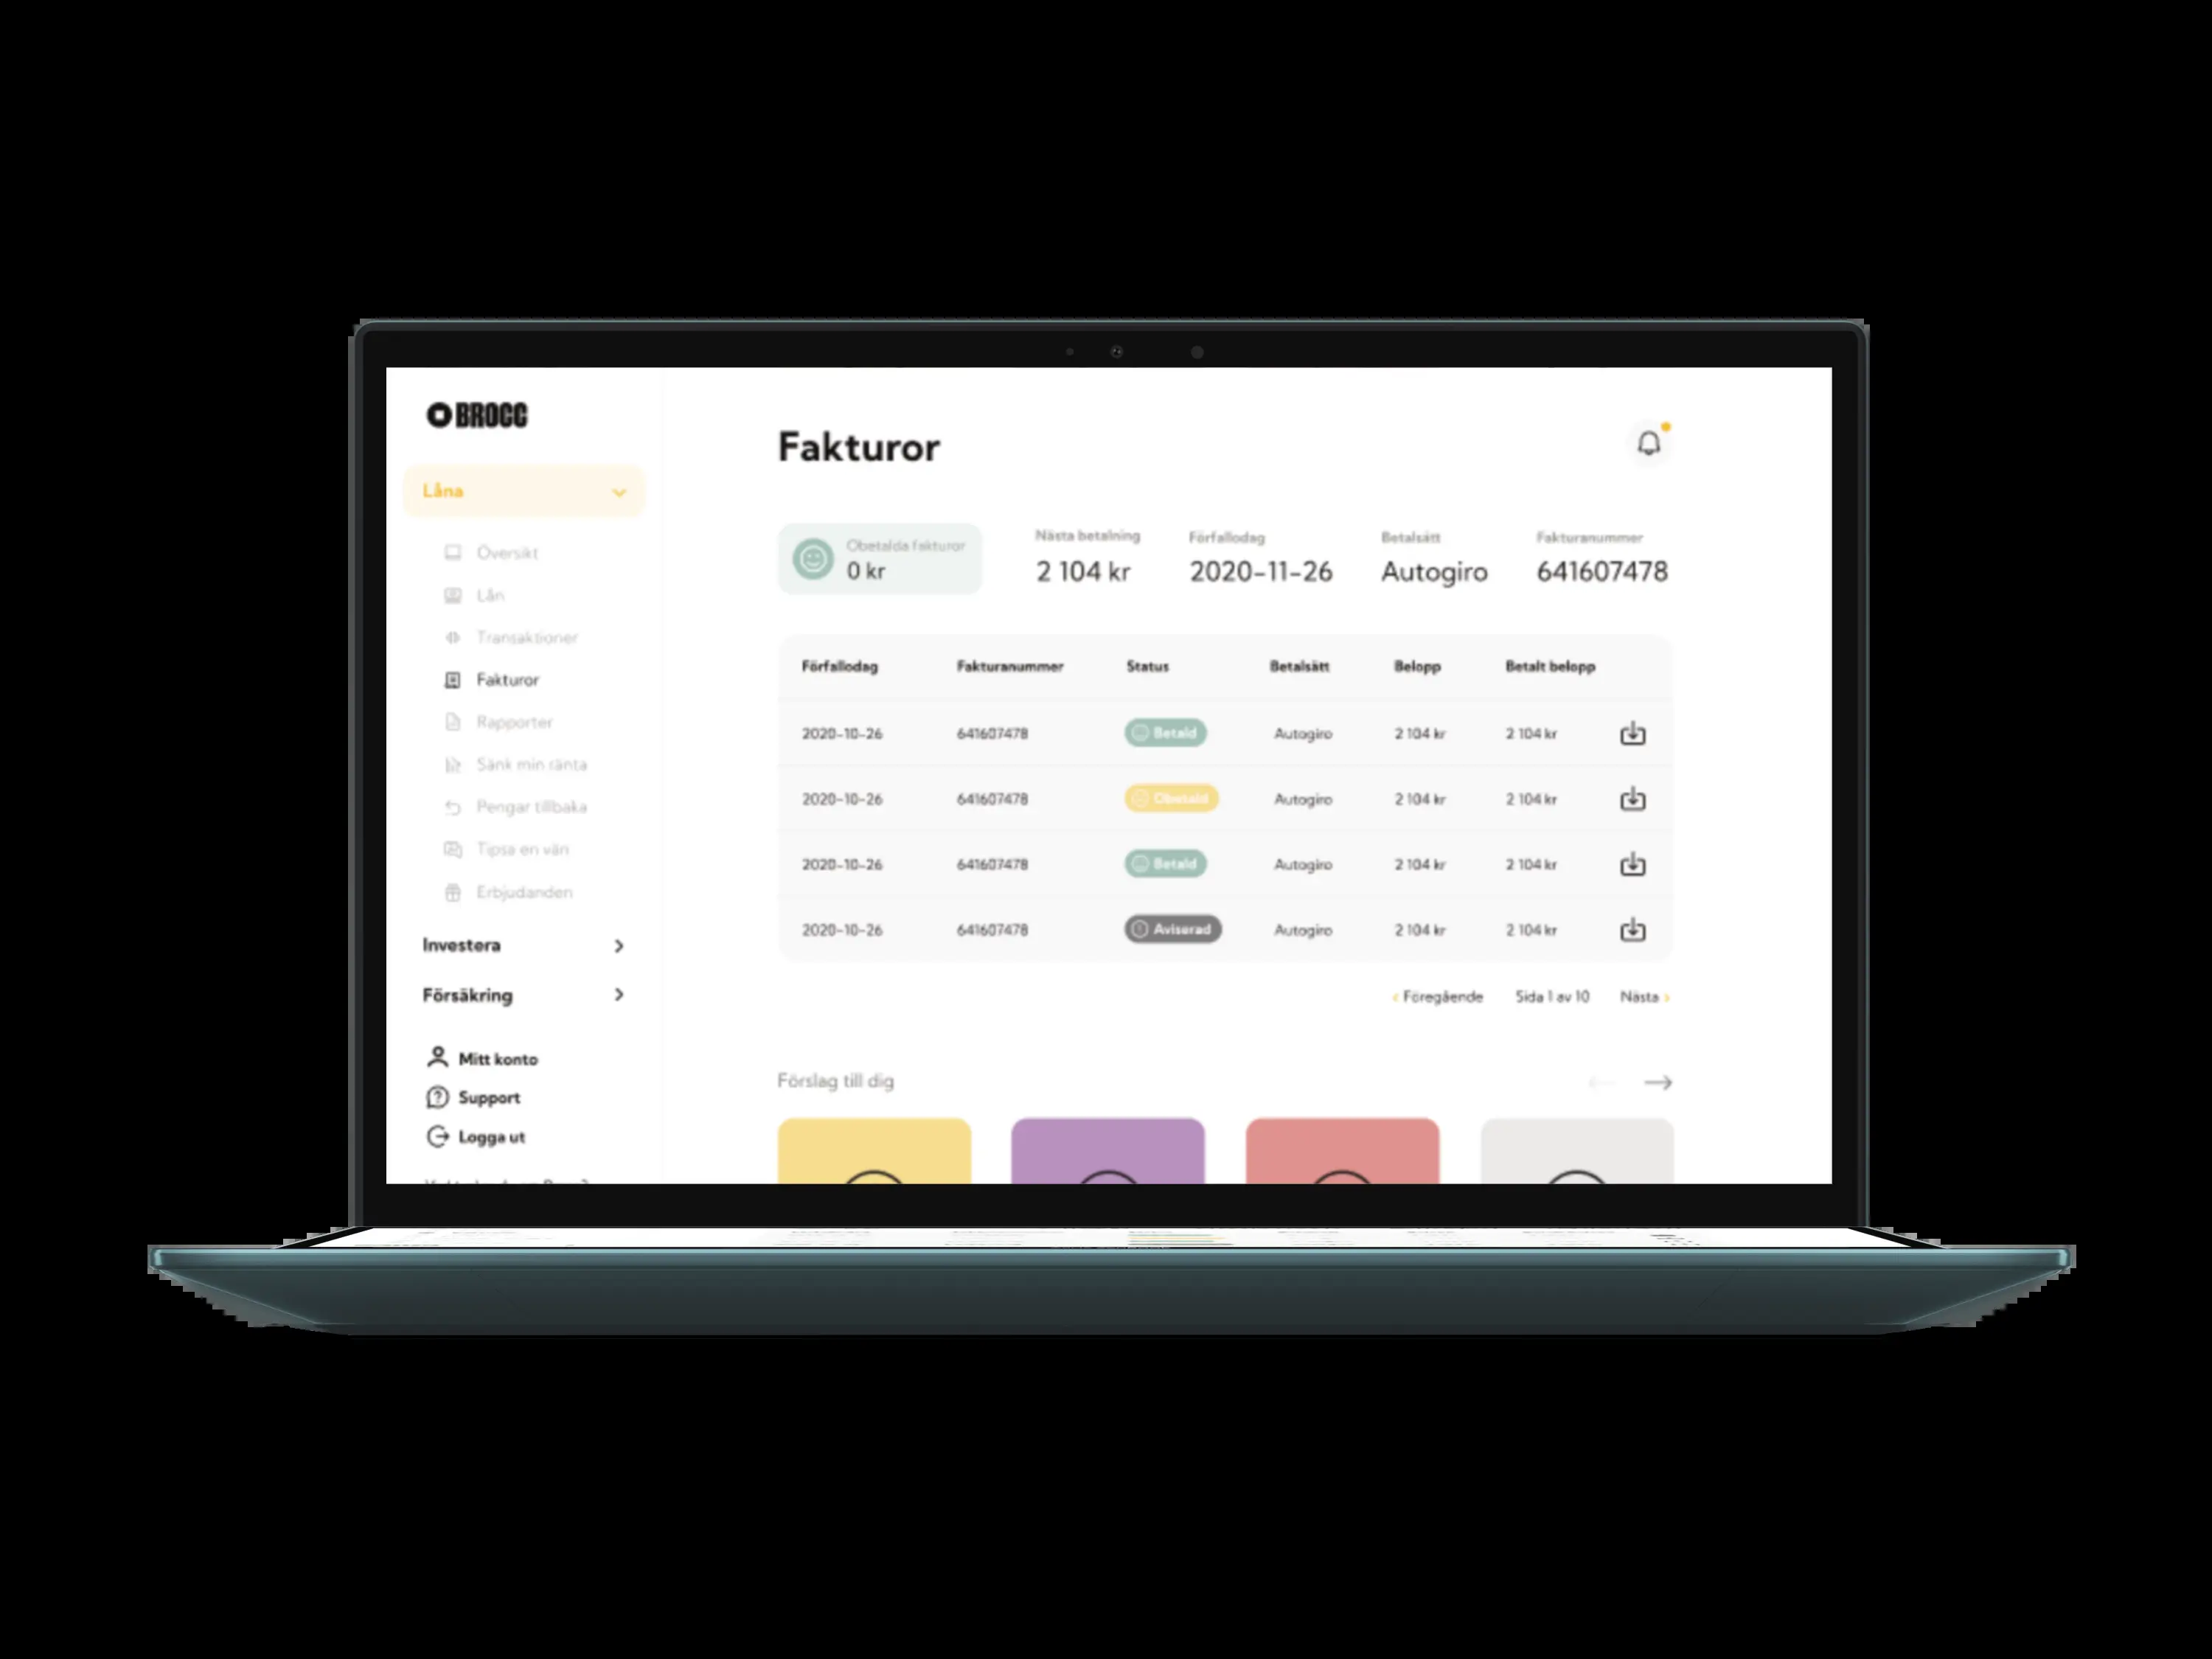 BROCC
Låna
Översikt
Lån
Transaktioner
Fakturor
Rapporter
Sänk min ränta
Pengar tillbaka
Tipsa en vän
Erbjudanden
Investera
Försäkring
Mitt konto
Support
Logga ut
Fakturor
Obetalda fakturor
0 kr
Nästa betalning
2 104 kr
Förfallodag
2020-11-26
Betalsätt
Autogiro
Fakturanummer
641607478
Förfallodag Fakturanummer Status Betalsätt Belopp Betalt belopp
2020-10-26 641607478 Betald Autogiro 2 104 kr 2 104 kr
2020-10-26 641607478 Obetald Autogiro 2 104 kr 2 104 kr
2020-10-26 641607478 Betald Autogiro 2 104 kr 2 104 kr
2020-10-26 641607478 Aviserad Autogiro 2 104 kr 2 104 kr
‹ Föregående Sida 1 av 10 Nästa ›
Förslag till dig